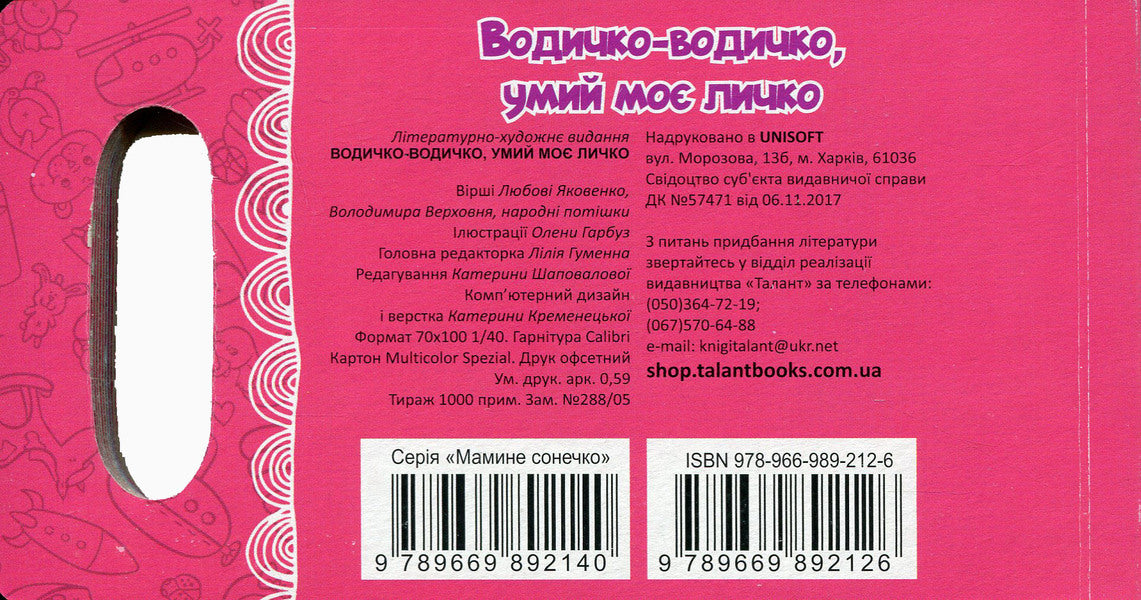 Водичко-водичко,
умий моє личко
Літературно-художнє видання
ВОДИЧКО-ВОДИЧКО, УМИЙ МОЄ ЛИЧКО
Вірші Любові Яковенко,
Володимира Верховня, народні потішки
Ілюстрації Олени Гарбуз
Головна редакторка Лілія Гуменна
Редагування Катерини Шаповалової
Комп'ютерний дизайн
і верстка Катерини Кременецької
Формат 70х100 1/40. Гарнітура Calibri
Картон Multicolor Spezial. Друк офсетний
Ум. друк. арк. 0,59
Тираж 1000 прим. Зам. №288/05
Надруковано в UNISOFT
вул. Морозова, 13б, м. Харків, 61036
Свідоцтво суб'єкта видавничої справи
ДК №57471 від 06.11.2017
З питань придбання літератури
звертайтесь у відділ реалізації
видавництва «Талант» за телефонами:
(050)364-72-19;
(067)570-64-88
e-mail: knigitalant@ukr.net
shop.talantbooks.com.ua
Серія «Мамине сонечко»
9 789669 892140
ISBN 978-966-989-212-6
9 789669 892126